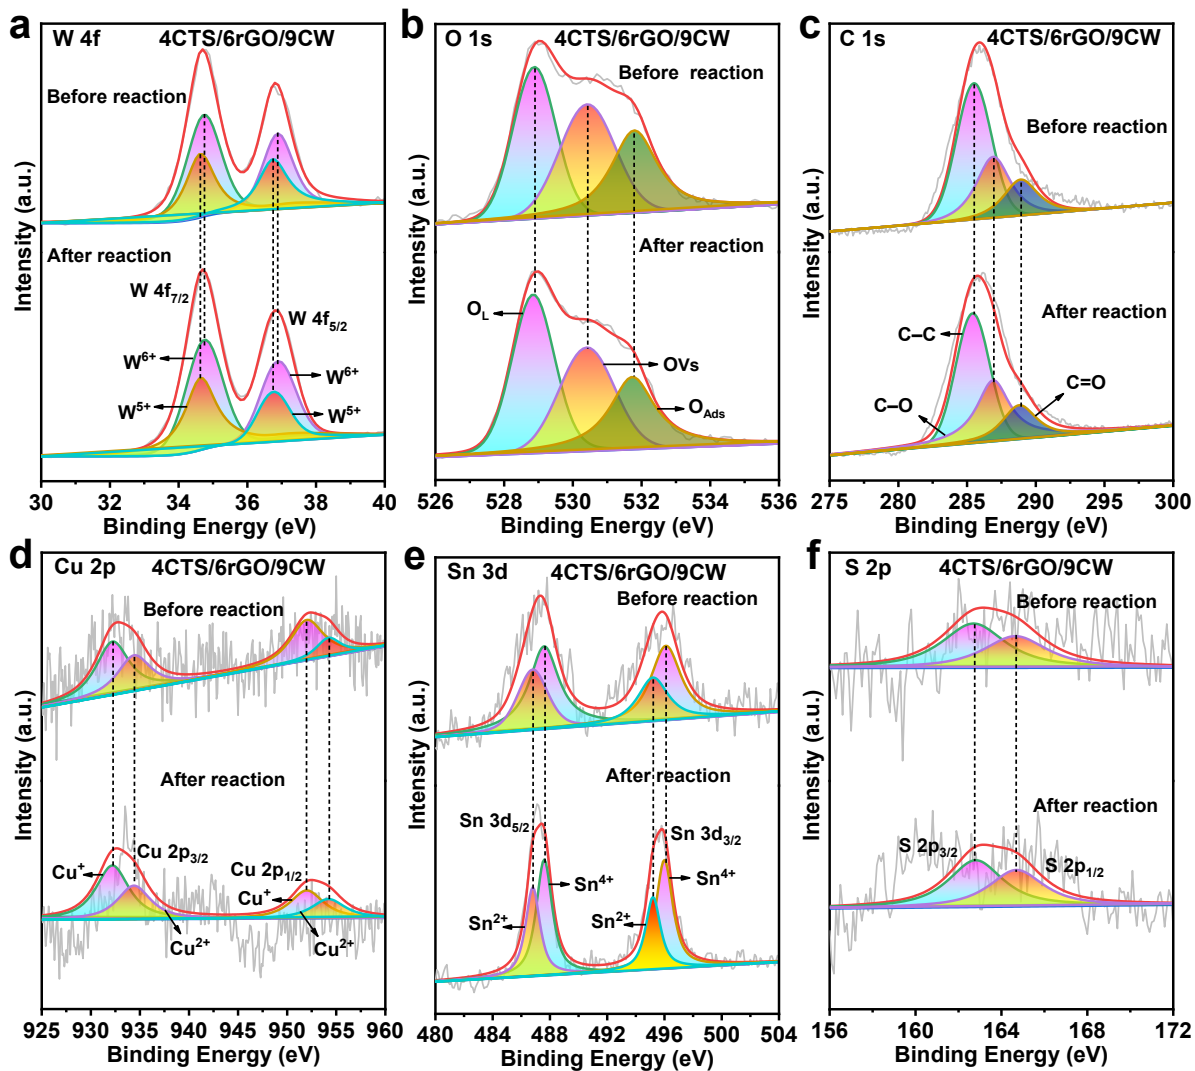 a
W 4f
4CTS/6rGO/9CW
Before reaction
After reaction
W 4f7/2
W 4f5/2
W6+
W6+
W5+
W5+
30 32 34 36 38 40
Binding Energy (eV)
Intensity (a.u.)
b
O 1s
4CTS/6rGO/9CW
Before reaction
After reaction
OL
OVs
OAds
526 528 530 532 534 536
Binding Energy (eV)
Intensity (a.u.)
c
C 1s
4CTS/6rGO/9CW
Before reaction
After reaction
C–C
C=O
C–O
275 280 285 290 295 300
Binding Energy (eV)
Intensity (a.u.)
d
Cu 2p
4CTS/6rGO/9CW
Before reaction
After reaction
Cu 2p3/2
Cu+
Cu 2p1/2
Cu+
Cu2+
Cu2+
925 930 935 940 945 950 955 960
Binding Energy (eV)
Intensity (a.u.)
e
Sn 3d
4CTS/6rGO/9CW
Before reaction
After reaction
Sn 3d5/2
Sn 3d3/2
Sn4+
Sn4+
Sn2+
Sn2+
480 484 488 492 496 500 504
Binding Energy (eV)
Intensity (a.u.)
f
S 2p
4CTS/6rGO/9CW
Before reaction
After reaction
S 2p3/2
S 2p1/2
156 160 164 168 172
Binding Energy (eV)
Intensity (a.u.)